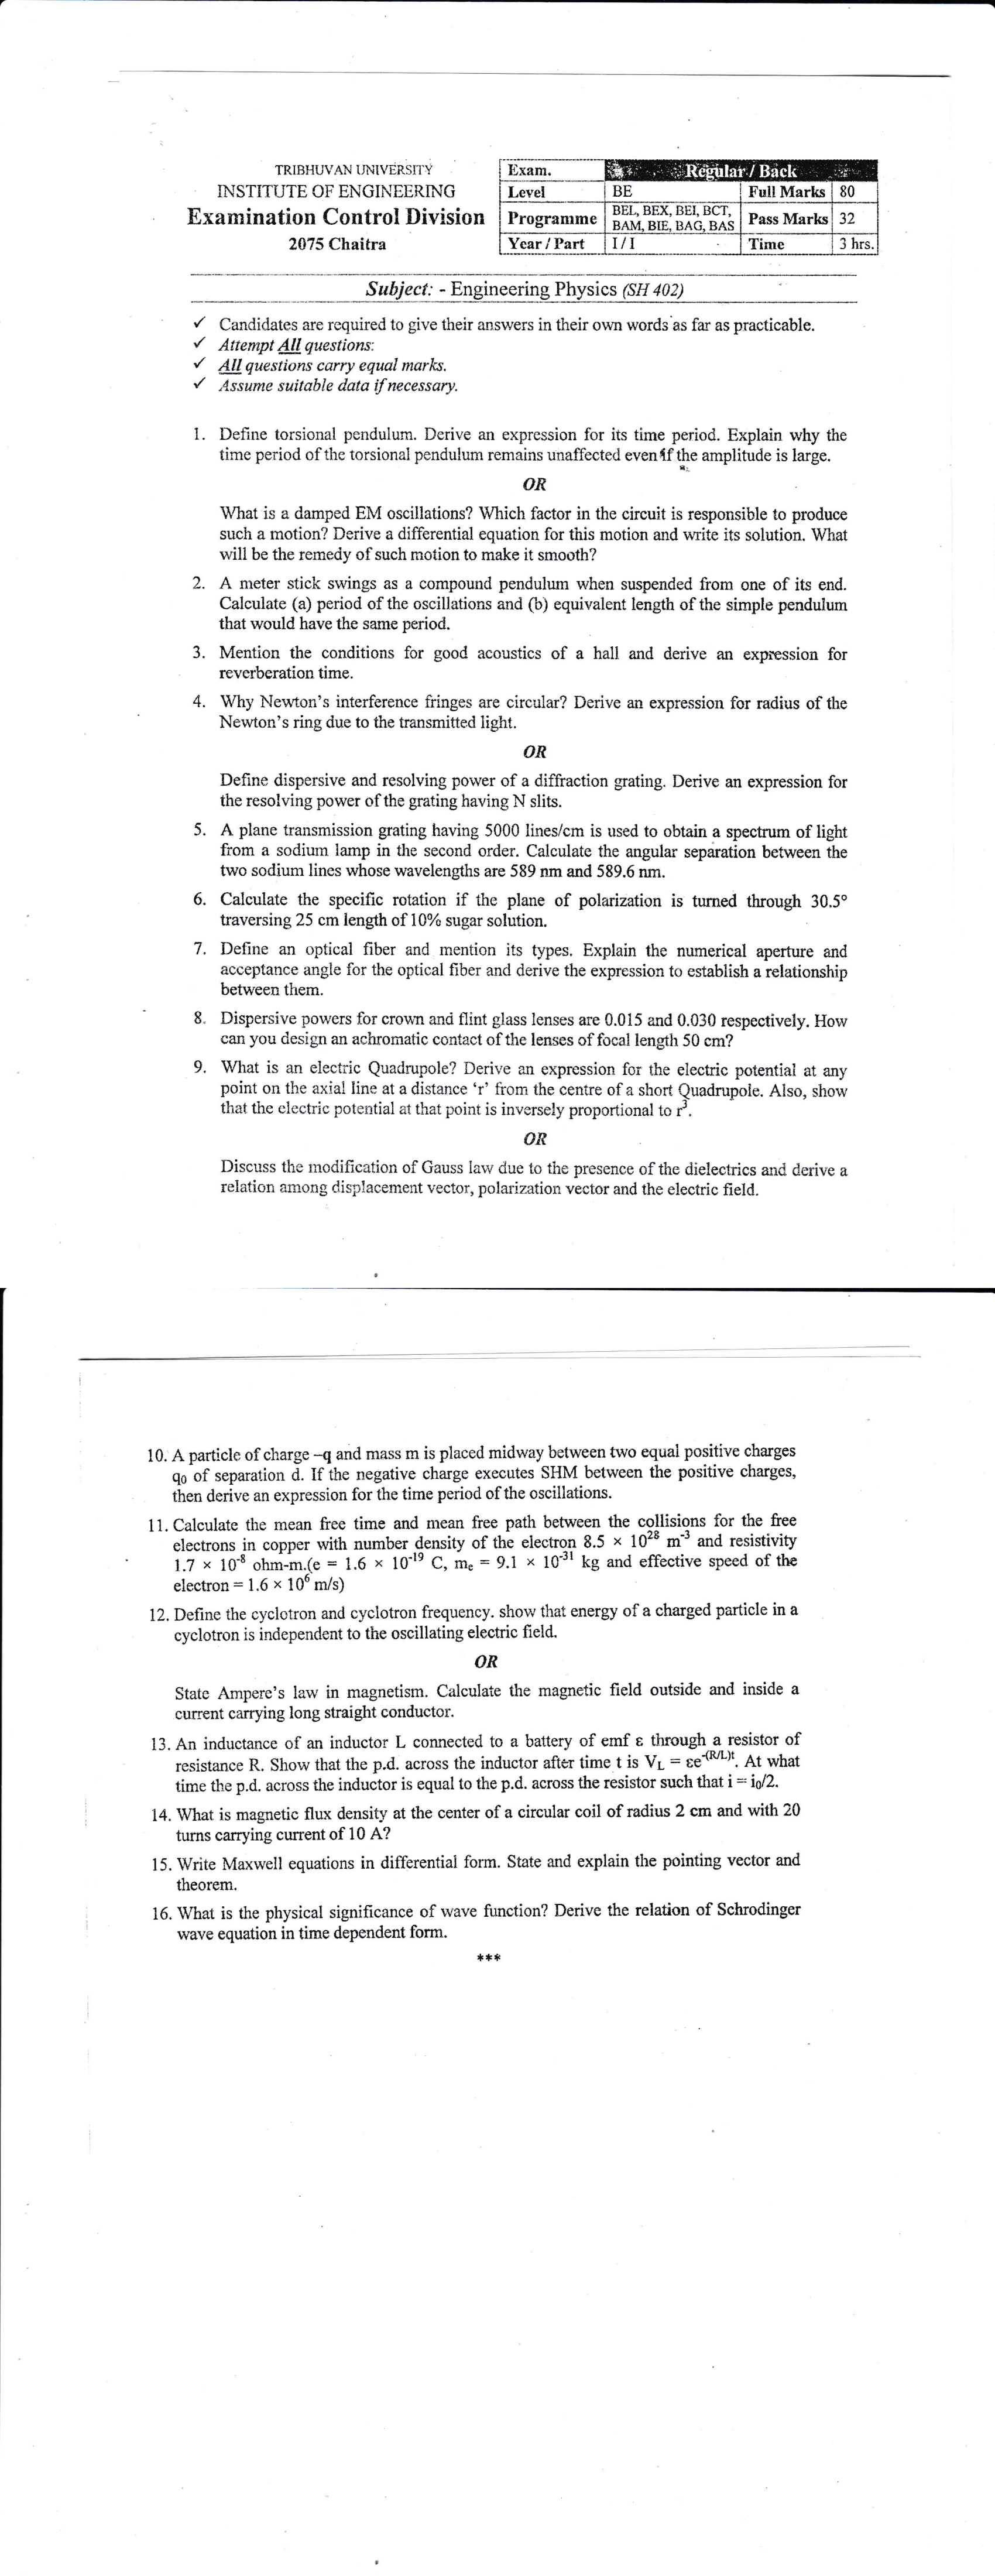 TRIBHUVAN UNIVERSITY
INSTITUTE OF ENGINEERING
Examination Control Division
2075 Chaitra
Exam. Regular / Back
Level BE Full Marks 80
Programme BEL, BEX, BEI, BCT, BAM, BIE, BAG, BAS Pass Marks 32
Year / Part I / I Time 3 hrs.
Subject: - Engineering Physics (SH 402)
✓ Candidates are required to give their answers in their own words as far as practicable.
✓ Attempt All questions.
✓ All questions carry equal marks.
✓ Assume suitable data if necessary.
1. Define torsional pendulum. Derive an expression for its time period. Explain why the
time period of the torsional pendulum remains unaffected even if the amplitude is large.
OR
What is a damped EM oscillations? Which factor in the circuit is responsible to produce
such a motion? Derive a differential equation for this motion and write its solution. What
will be the remedy of such motion to make it smooth?
2. A meter stick swings as a compound pendulum when suspended from one of its end.
Calculate (a) period of the oscillations and (b) equivalent length of the simple pendulum
that would have the same period.
3. Mention the conditions for good acoustics of a hall and derive an expression for
reverberation time.
4. Why Newton's interference fringes are circular? Derive an expression for radius of the
Newton's ring due to the transmitted light.
OR
Define dispersive and resolving power of a diffraction grating. Derive an expression for
the resolving power of the grating having N slits.
5. A plane transmission grating having 5000 lines/cm is used to obtain a spectrum of light
from a sodium lamp in the second order. Calculate the angular separation between the
two sodium lines whose wavelengths are 589 nm and 589.6 nm.
6. Calculate the specific rotation if the plane of polarization is turned through 30.5°
traversing 25 cm length of 10% sugar solution.
7. Define an optical fiber and mention its types. Explain the numerical aperture and
acceptance angle for the optical fiber and derive the expression to establish a relationship
between them.
8. Dispersive powers for crown and flint glass lenses are 0.015 and 0.030 respectively. How
can you design an achromatic contact of the lenses of focal length 50 cm?
9. What is an electric Quadrupole? Derive an expression for the electric potential at any
point on the axial line at a distance 'r' from the centre of a short Quadrupole. Also, show
that the electric potential at that point is inversely proportional to r³.
OR
Discuss the modification of Gauss law due to the presence of the dielectrics and derive a
relation among displacement vector, polarization vector and the electric field.
10. A particle of charge –q and mass m is placed midway between two equal positive charges
q₀ of separation d. If the negative charge executes SHM between the positive charges,
then derive an expression for the time period of the oscillations.
11. Calculate the mean free time and mean free path between the collisions for the free
electrons in copper with number density of the electron 8.5 × 10²⁸ m⁻³ and resistivity
1.7 × 10⁻⁸ ohm-m.(e = 1.6 × 10⁻¹⁹ C, mₑ = 9.1 × 10⁻³¹ kg and effective speed of the
electron = 1.6 × 10⁶ m/s)
12. Define the cyclotron and cyclotron frequency. show that energy of a charged particle in a
cyclotron is independent to the oscillating electric field.
OR
State Ampere's law in magnetism. Calculate the magnetic field outside and inside a
current carrying long straight conductor.
13. An inductance of an inductor L connected to a battery of emf ε through a resistor of
resistance R. Show that the p.d. across the inductor after time t is V_L = εe^-(R/L)t. At what
time the p.d. across the inductor is equal to the p.d. across the resistor such that i = i₀/2.
14. What is magnetic flux density at the center of a circular coil of radius 2 cm and with 20
turns carrying current of 10 A?
15. Write Maxwell equations in differential form. State and explain the pointing vector and
theorem.
16. What is the physical significance of wave function? Derive the relation of Schrodinger
wave equation in time dependent form.
***